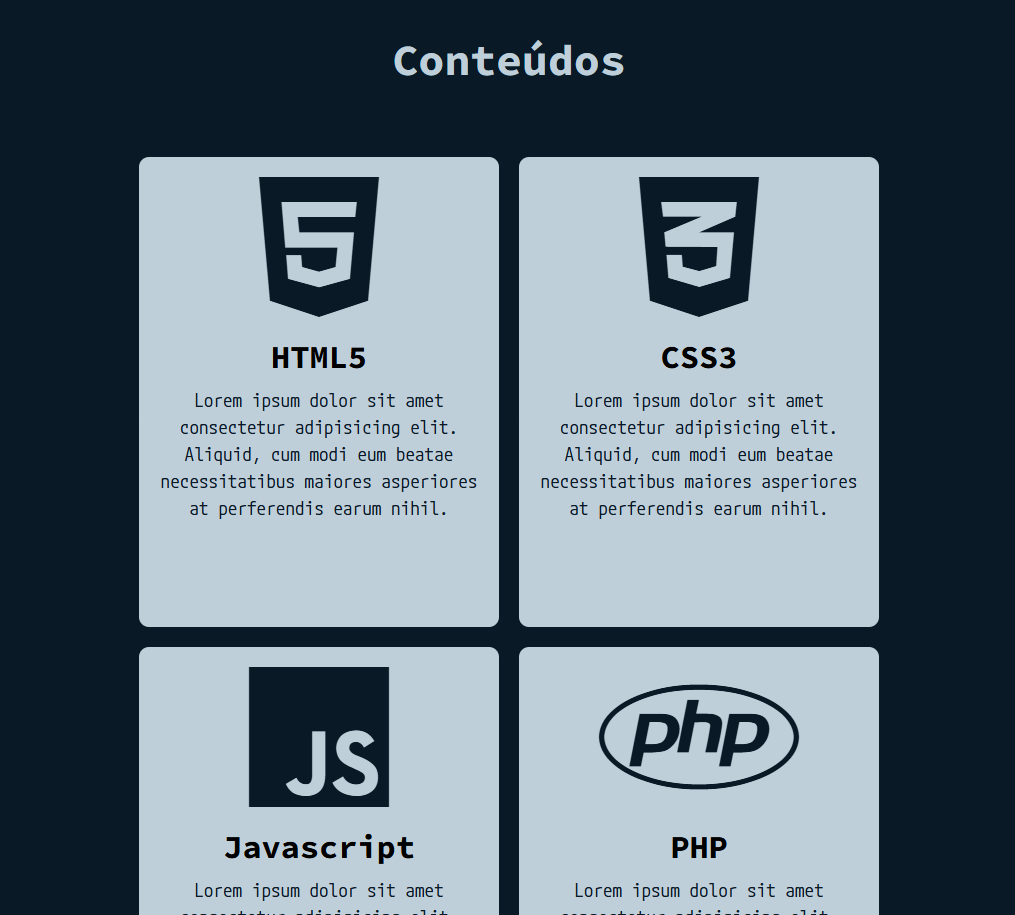 Conteúdos
5
3
HTML5
CSS3
Lorem ipsum dolor sit amet
consectetur adipisicing elit.
Aliquid, cum modi eum beatae
necessitatibus maiores asperiores
at perferendis earum nihil.
Lorem ipsum dolor sit amet
consectetur adipisicing elit.
Aliquid, cum modi eum beatae
necessitatibus maiores asperiores
at perferendis earum nihil.
JS
php
Javascript
PHP
Lorem ipsum dolor sit amet
Lorem ipsum dolor sit amet